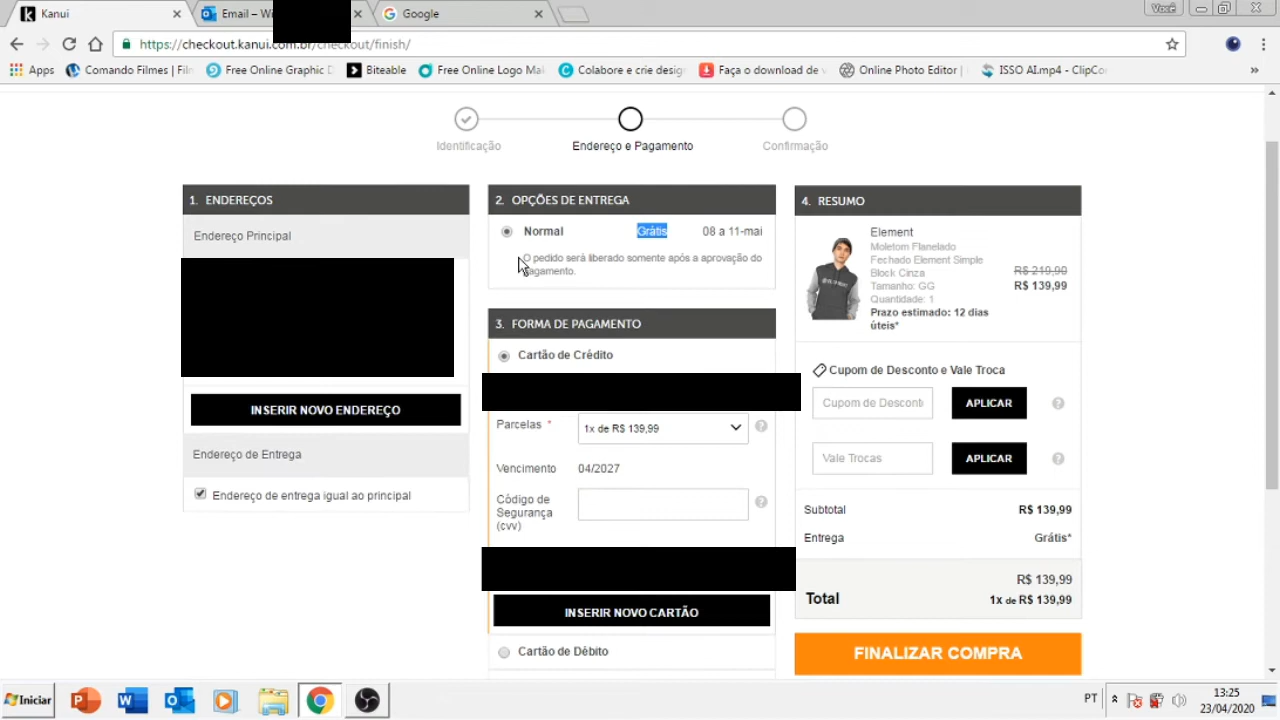 Kanui
Email – Wi
Google
Você
https://checkout.kanui.com.br/checkout/finish/
Apps
Comando Filmes | Film
Free Online Graphic D
Biteable
Free Online Logo Mak
Colabore e crie desig
Faça o download de v
Online Photo Editor |
ISSO AI.mp4 - ClipCo
»
Identificação
Endereço e Pagamento
Confirmação
1. ENDEREÇOS
Endereço Principal
INSERIR NOVO ENDEREÇO
Endereço de Entrega
Endereço de entrega igual ao principal
2. OPÇÕES DE ENTREGA
Normal Grátis 08 a 11-mai
O pedido será liberado somente após a aprovação do
pagamento.
3. FORMA DE PAGAMENTO
Cartão de Crédito
Parcelas * 1x de R$ 139,99 ?
Vencimento 04/2027
Código de
Segurança
(cvv)
?
INSERIR NOVO CARTÃO
Cartão de Débito
4. RESUMO
Element
Moletom Flanelado
Fechado Element Simple
Block Cinza
Tamanho: GG
Quantidade: 1
Prazo estimado: 12 dias
úteis*
R$ 219,90
R$ 139,99
ELEMENT
Cupom de Desconto e Vale Troca
Cupom de Descont APLICAR ?
Vale Trocas APLICAR ?
Subtotal R$ 139,99
Entrega Grátis*
R$ 139,99
Total 1x de R$ 139,99
FINALIZAR COMPRA
Iniciar
PT
13:25
23/04/2020